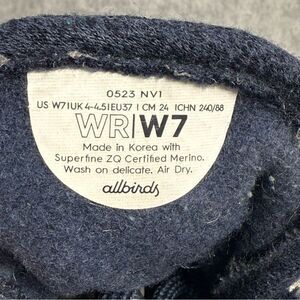 0523 NV1
US W7|UK 4-4.5|EU37 | CM 24 |CHN 240/88
WR|W7
Made in Korea with
Superfine ZQ Certified Merino.
Wash on delicate. Air Dry.
allbirds